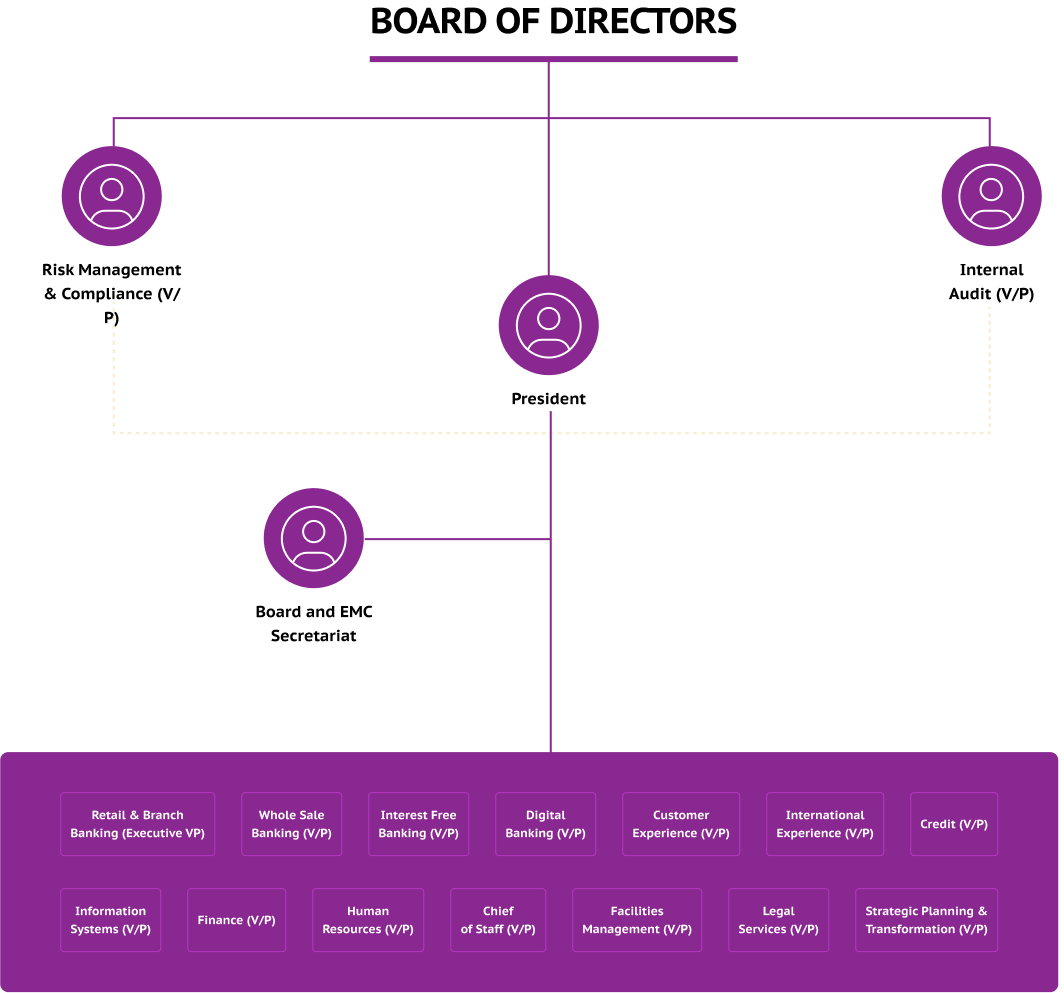 BOARD OF DIRECTORS
Risk Management
& Compliance (V/
P)
Internal
Audit (V/P)
President
Board and EMC
Secretariat
Retail & Branch
Banking (Executive VP)
Whole Sale
Banking (V/P)
Interest Free
Banking (V/P)
Digital
Banking (V/P)
Customer
Experience (V/P)
International
Experience (V/P)
Credit (V/P)
Information
Systems (V/P)
Finance (V/P)
Human
Resources (V/P)
Chief
of Staff (V/P)
Facilities
Management (V/P)
Legal
Services (V/P)
Strategic Planning &
Transformation (V/P)